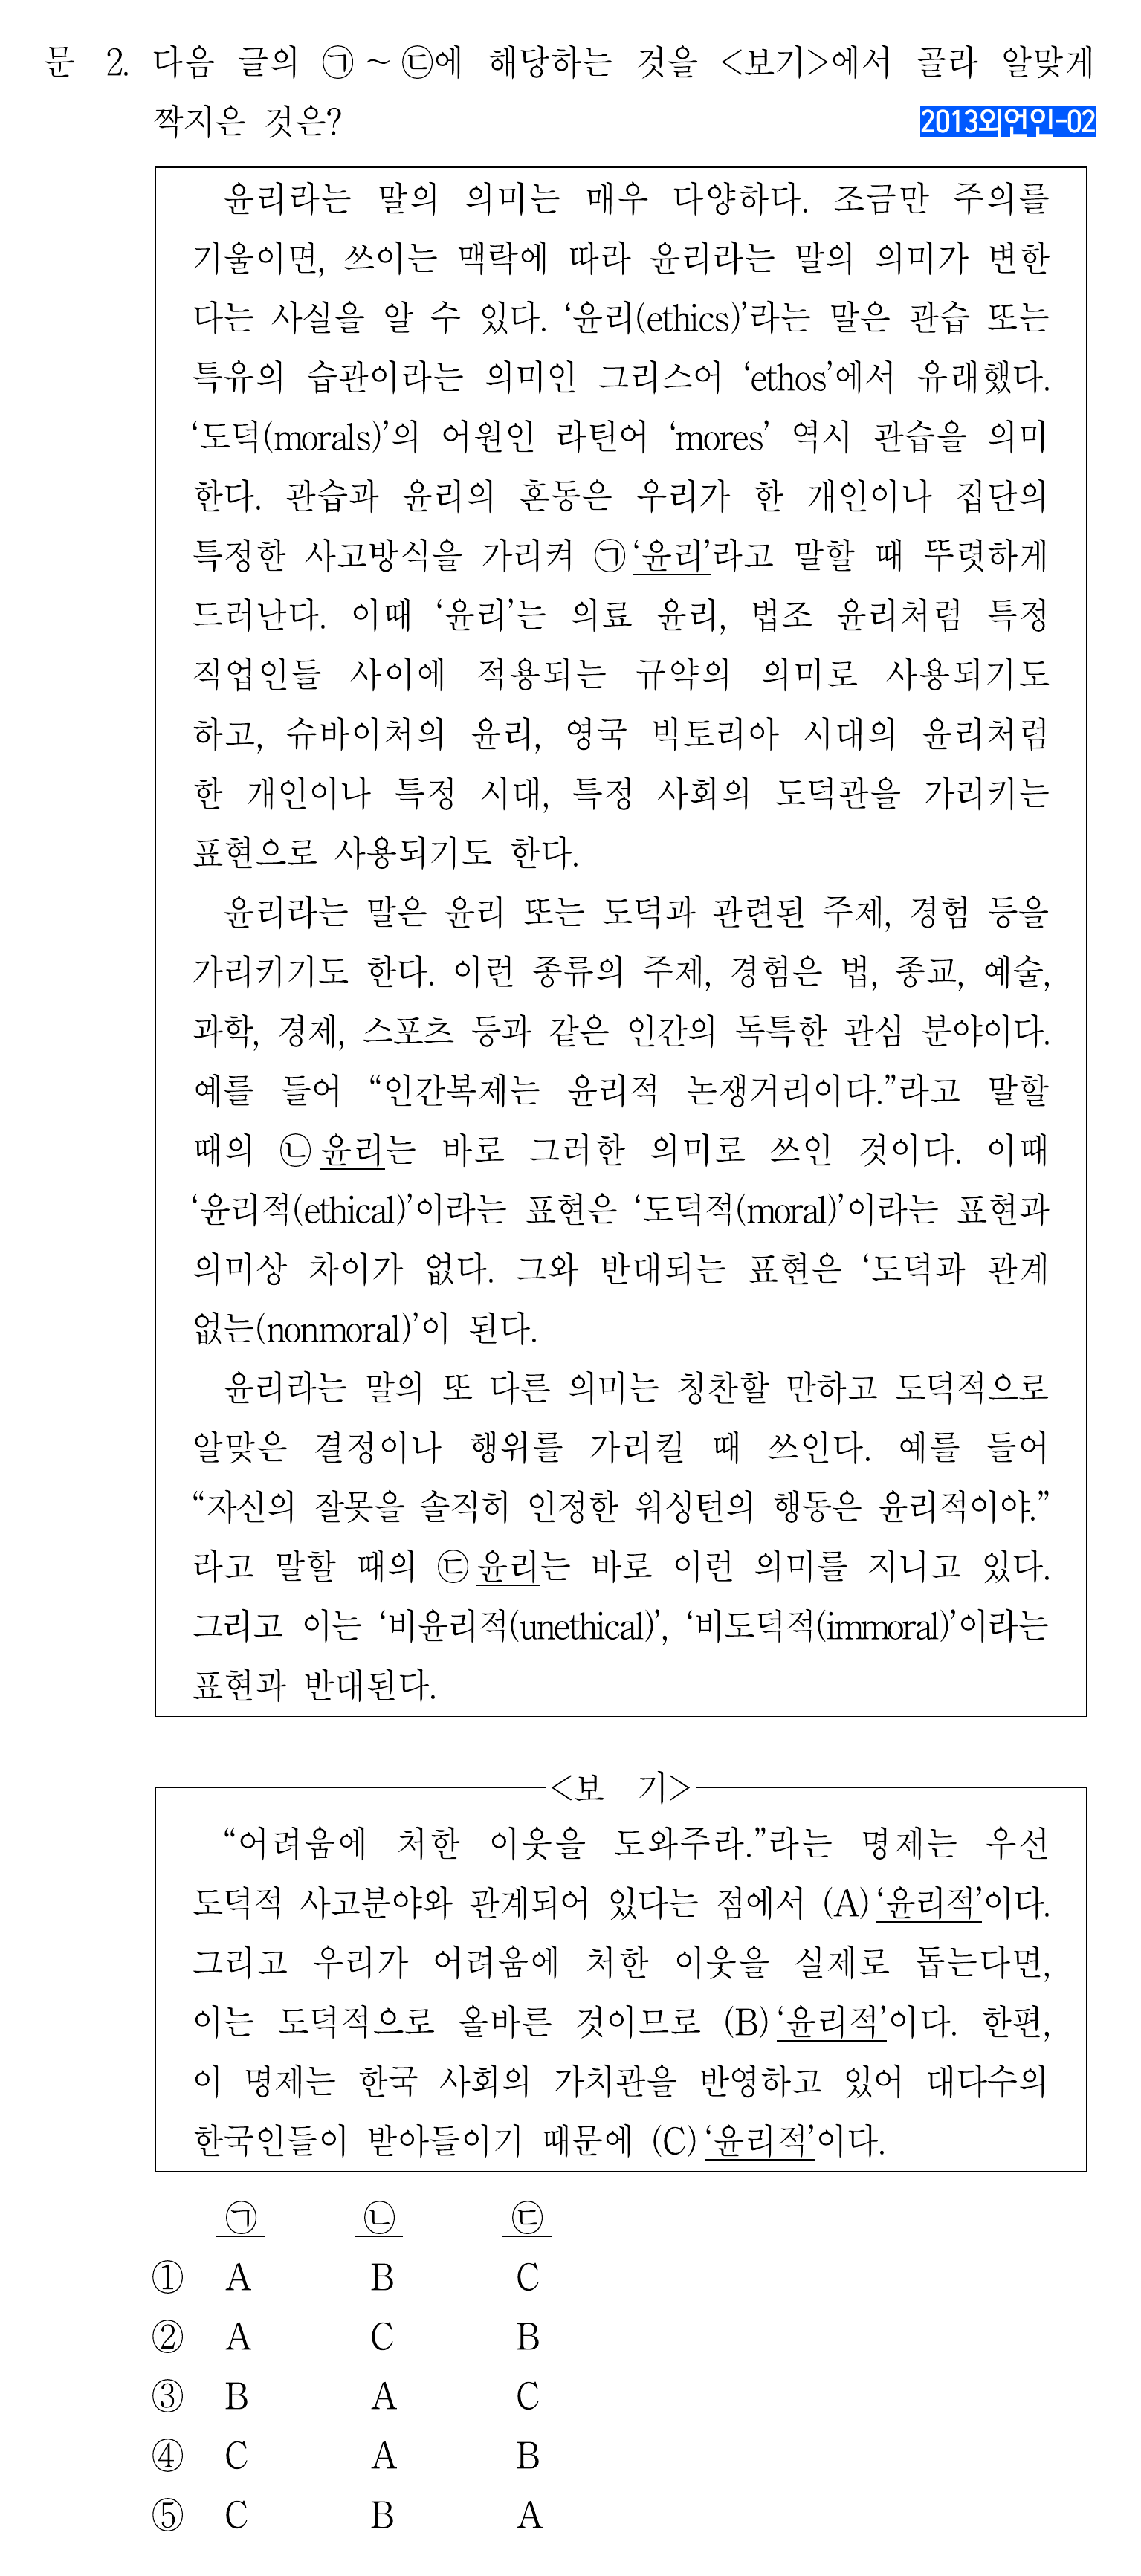 문 2. 다음 글의 ㉠~㉢에 해당하는 것을 <보기>에서 골라 알맞게
짝지은 것은?
2013외언인-02
윤리라는 말의 의미는 매우 다양하다. 조금만 주의를
기울이면, 쓰이는 맥락에 따라 윤리라는 말의 의미가 변한
다는 사실을 알 수 있다. ‘윤리(ethics)’라는 말은 관습 또는
특유의 습관이라는 의미인 그리스어 ‘ethos’에서 유래했다.
‘도덕(morals)’의 어원인 라틴어 ‘mores’ 역시 관습을 의미
한다. 관습과 윤리의 혼동은 우리가 한 개인이나 집단의
특정한 사고방식을 가리켜 ㉠‘윤리’라고 말할 때 뚜렷하게
드러난다. 이때 ‘윤리’는 의료 윤리, 법조 윤리처럼 특정
직업인들 사이에 적용되는 규약의 의미로 사용되기도
하고, 슈바이처의 윤리, 영국 빅토리아 시대의 윤리처럼
한 개인이나 특정 시대, 특정 사회의 도덕관을 가리키는
표현으로 사용되기도 한다.
윤리라는 말은 윤리 또는 도덕과 관련된 주제, 경험 등을
가리키기도 한다. 이런 종류의 주제, 경험은 법, 종교, 예술,
과학, 경제, 스포츠 등과 같은 인간의 독특한 관심 분야이다.
예를 들어 “인간복제는 윤리적 논쟁거리이다.”라고 말할
때의 ㉡윤리는 바로 그러한 의미로 쓰인 것이다. 이때
‘윤리적(ethical)’이라는 표현은 ‘도덕적(moral)’이라는 표현과
의미상 차이가 없다. 그와 반대되는 표현은 ‘도덕과 관계
없는(nonmoral)’이 된다.
윤리라는 말의 또 다른 의미는 칭찬할 만하고 도덕적으로
알맞은 결정이나 행위를 가리킬 때 쓰인다. 예를 들어
“자신의 잘못을 솔직히 인정한 워싱턴의 행동은 윤리적이야.”
라고 말할 때의 ㉢윤리는 바로 이런 의미를 지니고 있다.
그리고 이는 ‘비윤리적(unethical)’, ‘비도덕적(immoral)’이라는
표현과 반대된다.
<보 기>
“어려움에 처한 이웃을 도와주라.”라는 명제는 우선
도덕적 사고분야와 관계되어 있다는 점에서 (A)‘윤리적’이다.
그리고 우리가 어려움에 처한 이웃을 실제로 돕는다면,
이는 도덕적으로 올바른 것이므로 (B)‘윤리적’이다. 한편,
이 명제는 한국 사회의 가치관을 반영하고 있어 대다수의
한국인들이 받아들이기 때문에 (C)‘윤리적’이다.
㉠ ㉡ ㉢
① A B C
② A C B
③ B A C
④ C A B
⑤ C B A